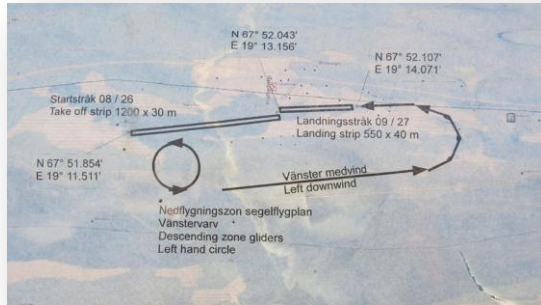 N 67° 52.043'
E 19° 13.156'
N 67° 52.107'
E 19° 14.071'
Startstråk 08 / 26
Take off strip 1200 x 30 m
Landningsstråk 09 / 27
Landing strip 550 x 40 m
N 67° 51.854'
E 19° 11.511'
Vänster medvind
Left downwind
Nedflygningszon segelflygplan
Vänstervarv
Descending zone gliders
Left hand circle